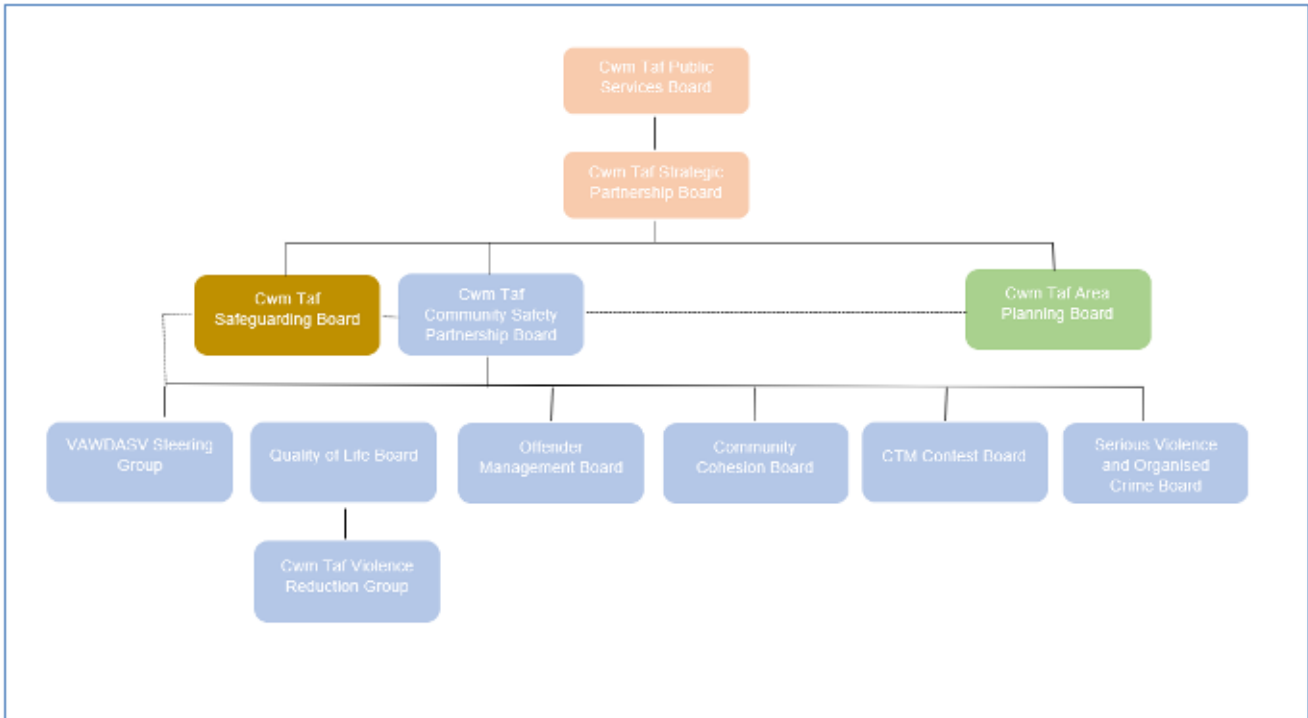 Cwm Taf Public
Services Board
Cwm Taf Strategic
Partnership Board
Cwm Taf
Safeguarding Board
Cwm Taf
Community Safety
Partnership Board
Cwm Taf Area
Planning Board
VAWDASV Steering
Group
Quality of Life Board
Offender
Management Board
Community
Cohesion Board
CTM Contest Board
Serious Violence
and Organised
Crime Board
Cwm Taf Violence
Reduction Group